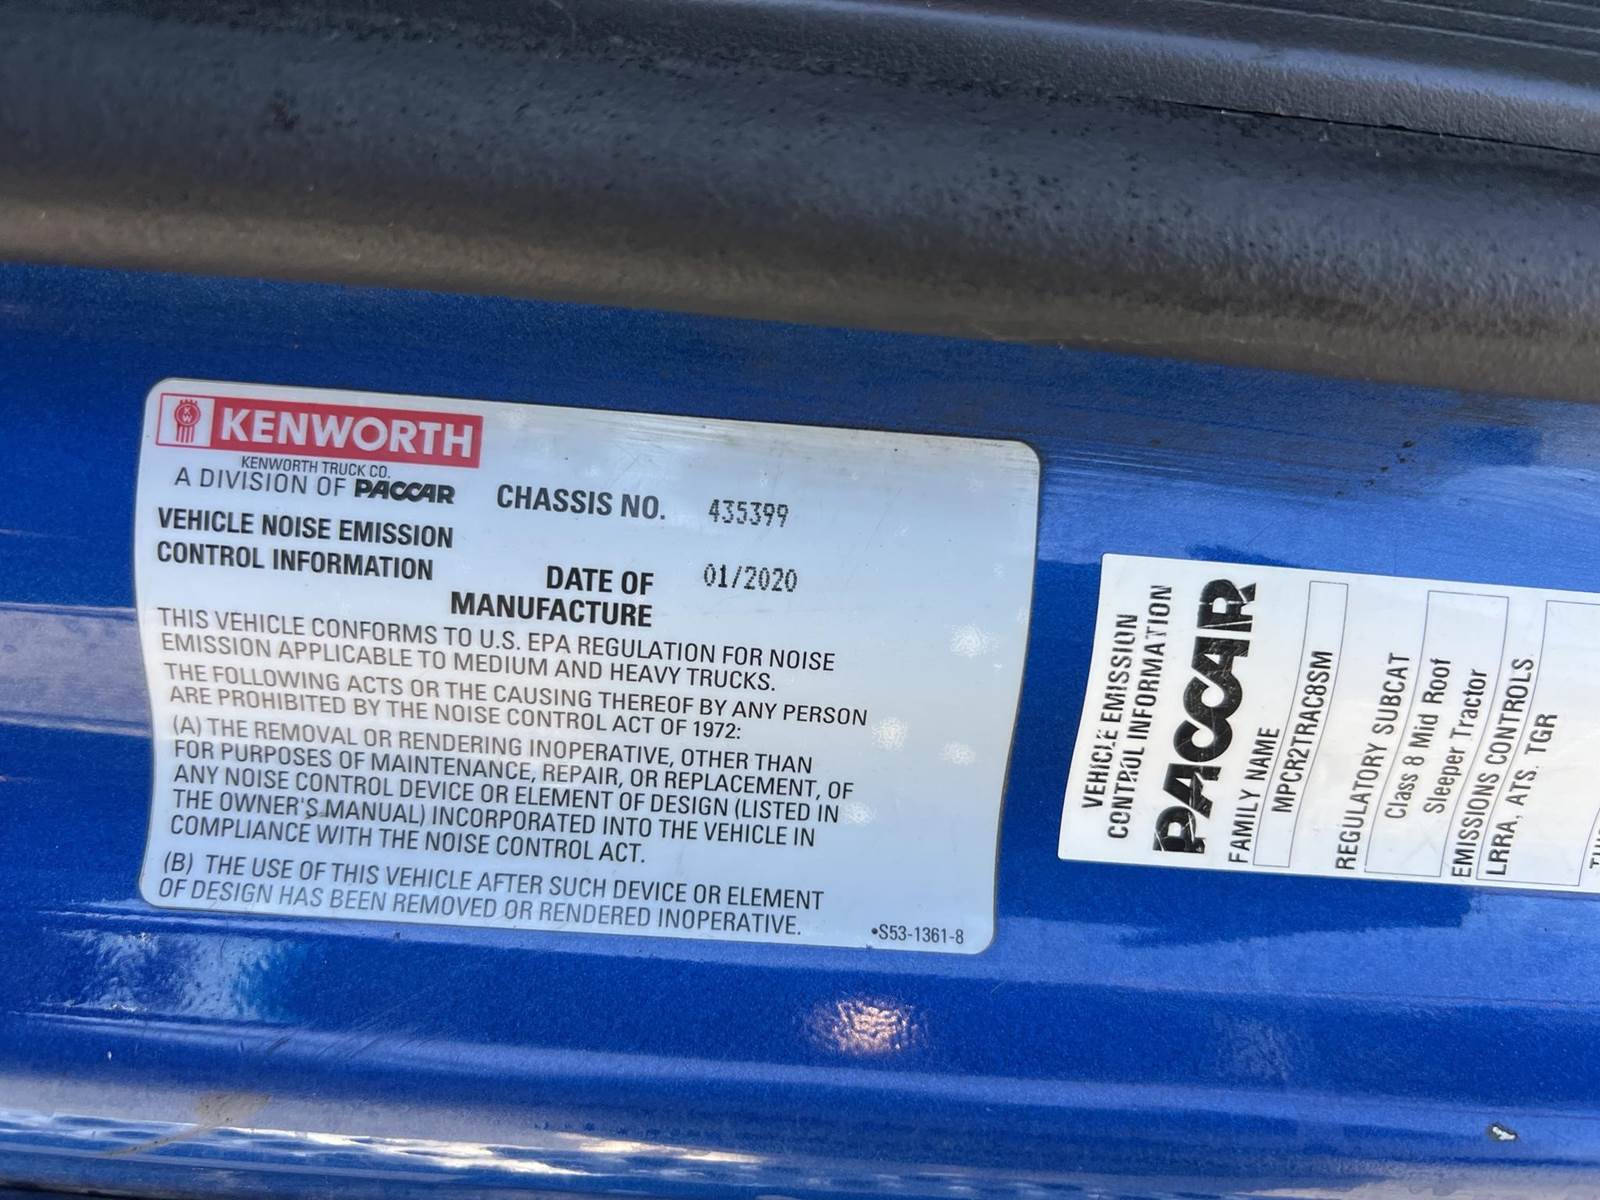 KENWORTH
KENWORTH TRUCK CO.
A DIVISION OF PACCAR
CHASSIS NO. 435399
VEHICLE NOISE EMISSION
CONTROL INFORMATION
DATE OF 01/2020
MANUFACTURE
THIS VEHICLE CONFORMS TO U.S. EPA REGULATION FOR NOISE
EMISSION APPLICABLE TO MEDIUM AND HEAVY TRUCKS.
THE FOLLOWING ACTS OR THE CAUSING THEREOF BY ANY PERSON
ARE PROHIBITED BY THE NOISE CONTROL ACT OF 1972:
(A) THE REMOVAL OR RENDERING INOPERATIVE, OTHER THAN
FOR PURPOSES OF MAINTENANCE, REPAIR, OR REPLACEMENT, OF
ANY NOISE CONTROL DEVICE OR ELEMENT OF DESIGN (LISTED IN
THE OWNER'S MANUAL) INCORPORATED INTO THE VEHICLE IN
COMPLIANCE WITH THE NOISE CONTROL ACT.
(B) THE USE OF THIS VEHICLE AFTER SUCH DEVICE OR ELEMENT
OF DESIGN HAS BEEN REMOVED OR RENDERED INOPERATIVE.
•S53-1361-8
VEHICLE EMISSION
CONTROL INFORMATION
PACCAR
FAMILY NAME
MPCR2TRAC8SM
REGULATORY SUBCAT
Class 8 Mid Roof
Sleeper Tractor
EMISSIONS CONTROLS
LRRA, ATS, TGR